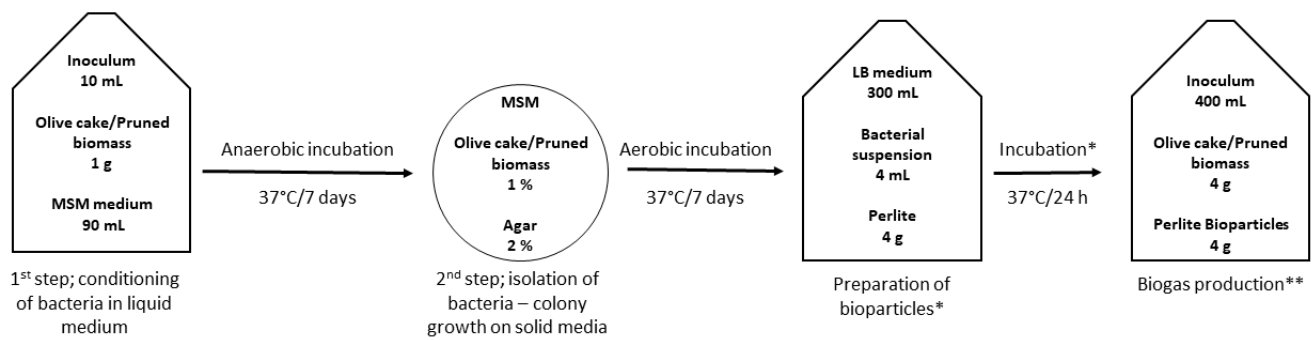 Inoculum
10 mL
Olive cake/Pruned
biomass
1 g
MSM medium
90 mL
1st step; conditioning
of bacteria in liquid
medium
Anaerobic incubation
37°C/7 days
MSM
Olive cake/Pruned
biomass
1 %
Agar
2 %
2nd step; isolation of
bacteria – colony
growth on solid media
Aerobic incubation
37°C/7 days
LB medium
300 mL
Bacterial
suspension
4 mL
Perlite
4 g
Preparation of
bioparticles*
Incubation*
37°C/24 h
Inoculum
400 mL
Olive cake/Pruned
biomass
4 g
Perlite Bioparticles
4 g
Biogas production**